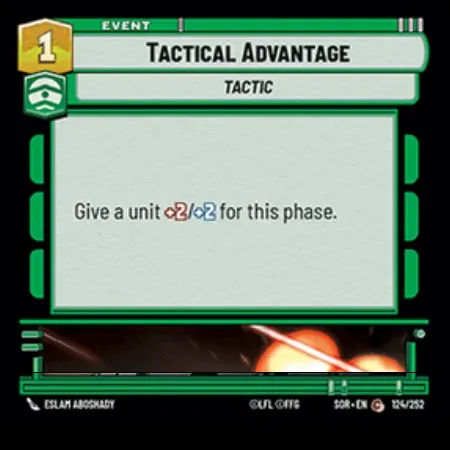 EVENT
1
TACTICAL ADVANTAGE
TACTIC
Give a unit +2/+2 for this phase.
ESLAM ABOSHADY
©LFL ©FFG
SOR•EN C 124/252